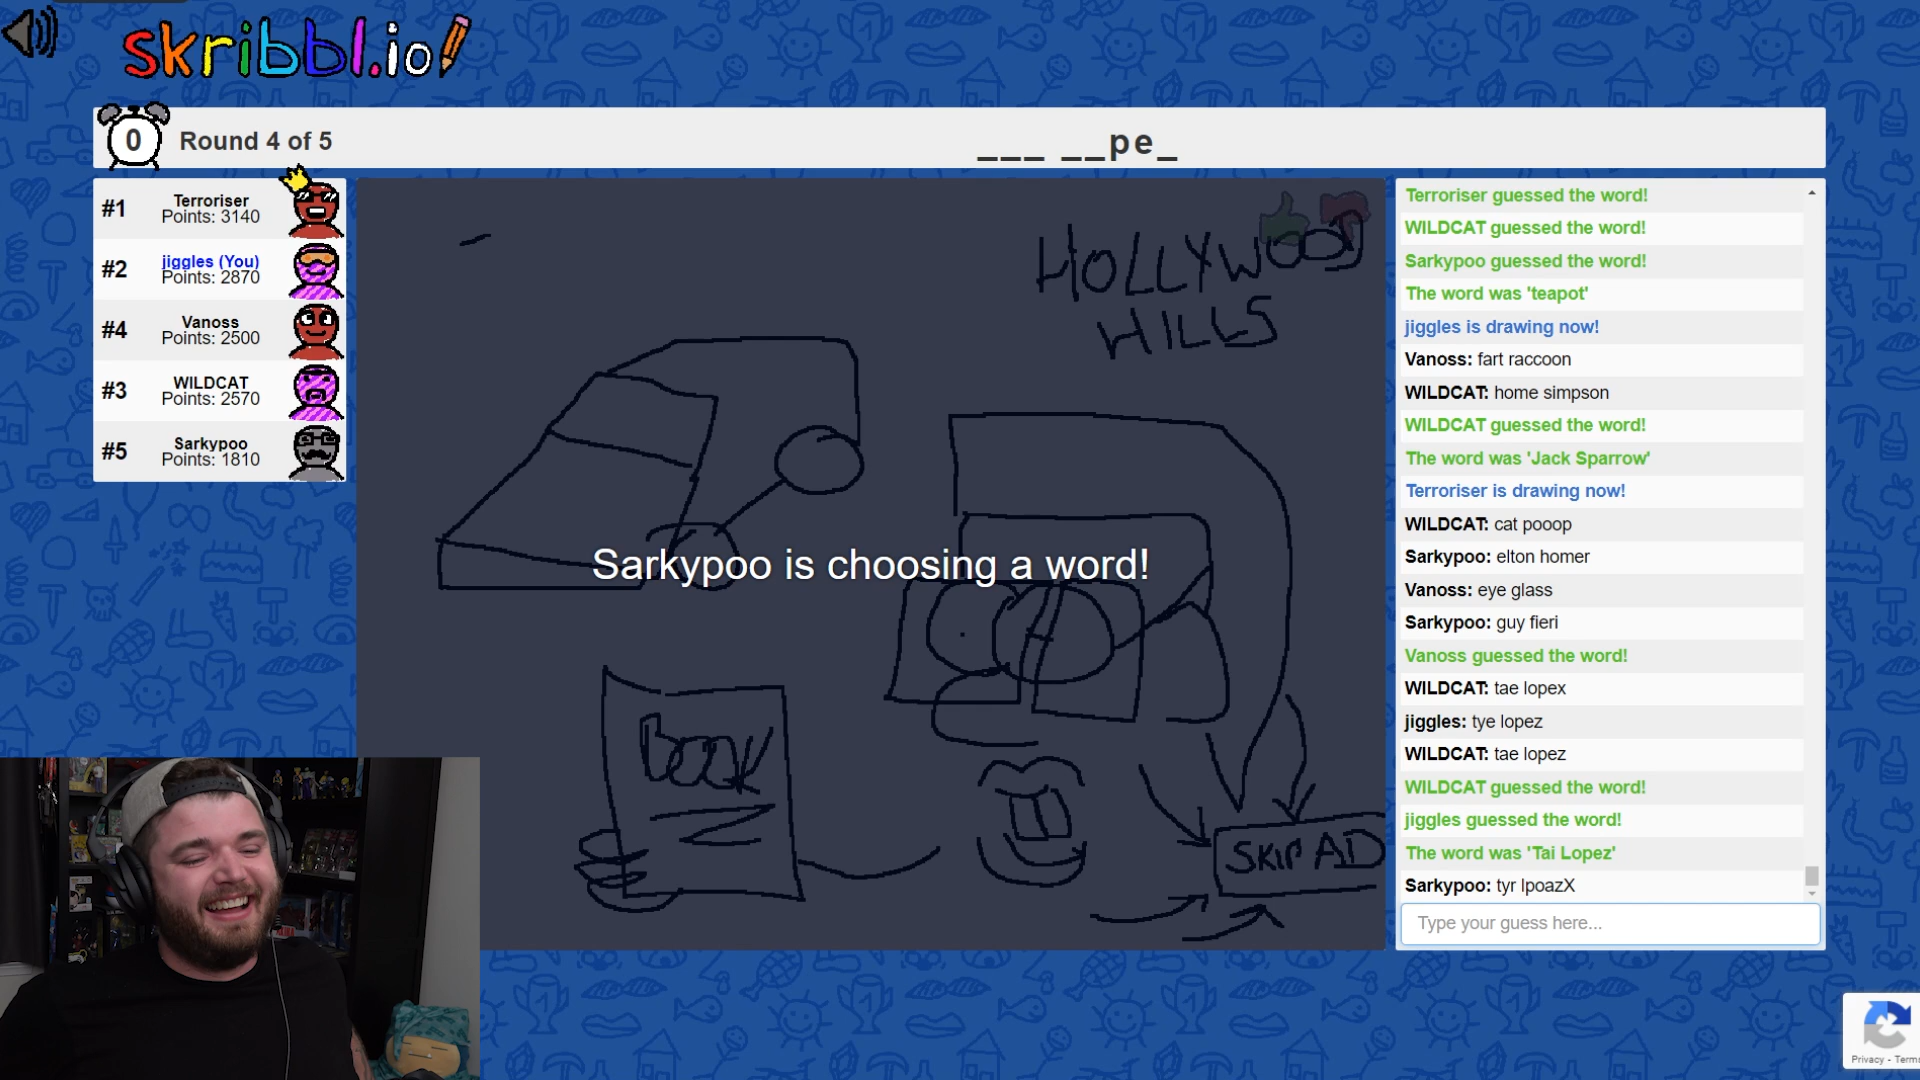 skribbl.io
0
Round 4 of 5
___ __pe_
#1
Terroriser
Points: 3140
#2
jiggles (You)
Points: 2870
#4
Vanoss
Points: 2500
#3
WILDCAT
Points: 2570
#5
Sarkypoo
Points: 1810
HOLLYWOOD
HILLS
Sarkypoo is choosing a word!
BOOK
SKIP AD
Terroriser guessed the word!
WILDCAT guessed the word!
Sarkypoo guessed the word!
The word was 'teapot'
jiggles is drawing now!
Vanoss: fart raccoon
WILDCAT: home simpson
WILDCAT guessed the word!
The word was 'Jack Sparrow'
Terroriser is drawing now!
WILDCAT: cat pooop
Sarkypoo: elton homer
Vanoss: eye glass
Sarkypoo: guy fieri
Vanoss guessed the word!
WILDCAT: tae lopex
jiggles: tye lopez
WILDCAT: tae lopez
WILDCAT guessed the word!
jiggles guessed the word!
The word was 'Tai Lopez'
Sarkypoo: tyr lpoazX
Type your guess here...
Privacy - Terms